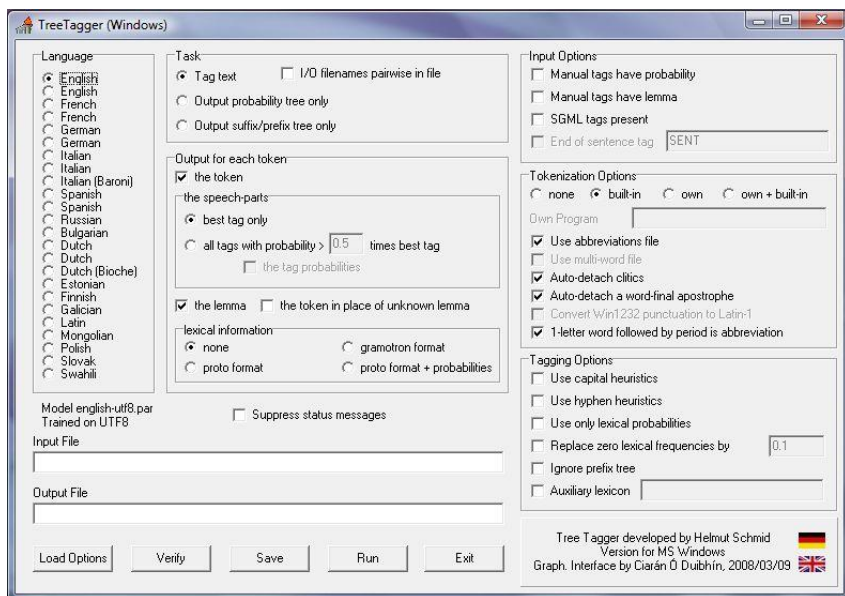 TreeTagger (Windows)
Language
English
English
French
French
German
German
Italian
Italian
Italian (Baroni)
Spanish
Spanish
Russian
Bulgarian
Dutch
Dutch
Dutch (Bioche)
Estonian
Finnish
Galician
Latin
Mongolian
Polish
Slovak
Swahili
Model english-utf8.par
Trained on UTF8
Task
Tag text
I/O filenames pairwise in file
Output probability tree only
Output suffix/prefix tree only
Output for each token
the token
the speech-parts
best tag only
all tags with probability > 0.5 times best tag
the tag probabilities
the lemma
the token in place of unknown lemma
lexical information
none
gramotron format
proto format
proto format + probabilities
Suppress status messages
Input File
Output File
Load Options
Verify
Save
Run
Exit
Input Options
Manual tags have probability
Manual tags have lemma
SGML tags present
End of sentence tag SENT
Tokenization Options
none
built-in
own
own + built-in
Own Program
Use abbreviations file
Use multi-word file
Auto-detach clitics
Auto-detach a word-final apostrophe
Convert Win1232 punctuation to Latin-1
1-letter word followed by period is abbreviation
Tagging Options
Use capital heuristics
Use hyphen heuristics
Use only lexical probabilities
Replace zero lexical frequencies by 0.1
Ignore prefix tree
Auxiliary lexicon
Tree Tagger developed by Helmut Schmid
Version for MS Windows
Graph. Interface by Ciarán Ó Duibhín, 2008/03/09